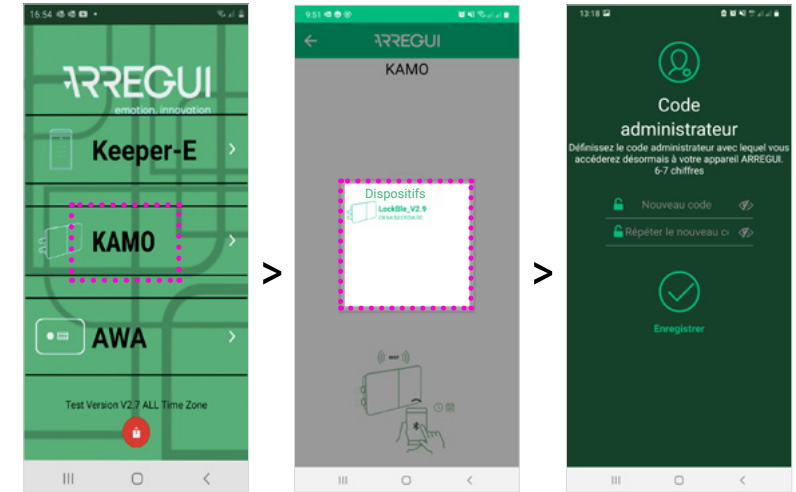 16:54
ARREGUI
emotion, innovation
Keeper-E
KAMO
AWA
Test Version V2.7 ALL Time Zone
>
9:51
ARREGUI
KAMO
Dispositifs
LockBle_V2.9
BEEP
>
13:18
Code
administrateur
Définissez le code administrateur avec lequel vous
accéderez désormais à votre appareil ARREGUI.
6-7 chiffres
Nouveau code
Répéter le nouveau c
Enregistrer